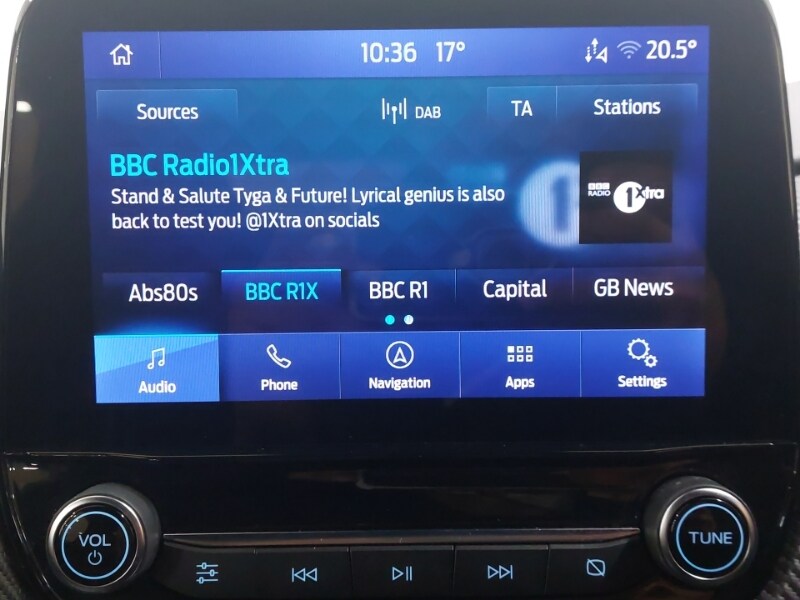 10:36 17° 20.5°
Sources DAB TA Stations
BBC Radio1Xtra
Stand & Salute Tyga & Future! Lyrical genius is also
back to test you! @1Xtra on socials
BBC
RADIO 1Xtra
Abs80s BBC R1X BBC R1 Capital GB News
Audio Phone Navigation Apps Settings
VOL TUNE